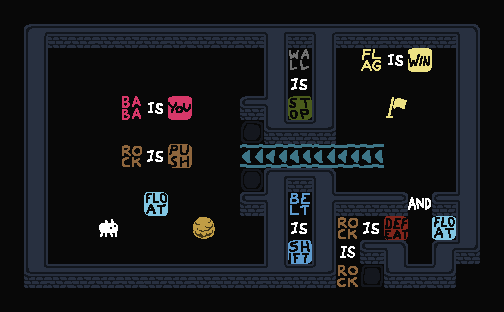 WALL IS STOP
FLAG IS WIN
BABA IS YOU
ROCK IS PUSH
FLOAT
BELT IS SHIFT
AND
ROCK IS DEFEAT FLOAT
IS
ROCK